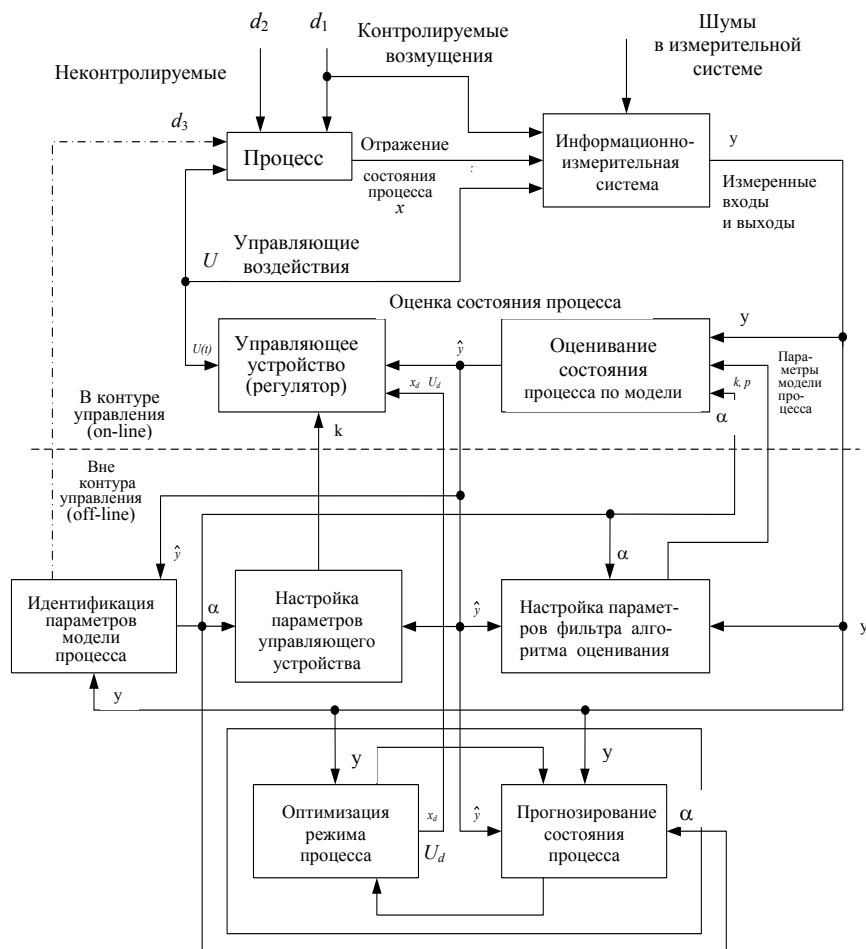 d2
d1
Контролируемые
возмущения
Шумы
в измерительной
системе
Неконтролируемые
d3
Процесс
Отражение
состояния
процесса
x
Информационно-
измерительная
система
y
Измеренные
входы
и выходы
U
Управляющие
воздействия
Оценка состояния процесса
U(t)
Управляющее
устройство
(регулятор)
xd Ud
ŷ
Оценивание
состояния
процесса по модели
y
k, p
α
Пара-
метры
модели
про-
цесса
В контуре
управления
(on-line)
k
Вне
контура
управления
(off-line)
ŷ
α
Идентификация
параметров
модели
процесса
α
Настройка
параметров
управляющего
устройства
ŷ
Настройка парамет-
ров фильтра алго-
ритма оценивания
y
y
y
y
Оптимизация
режима
процесса
xd
Ud
ŷ
Прогнозирование
состояния
процесса
α